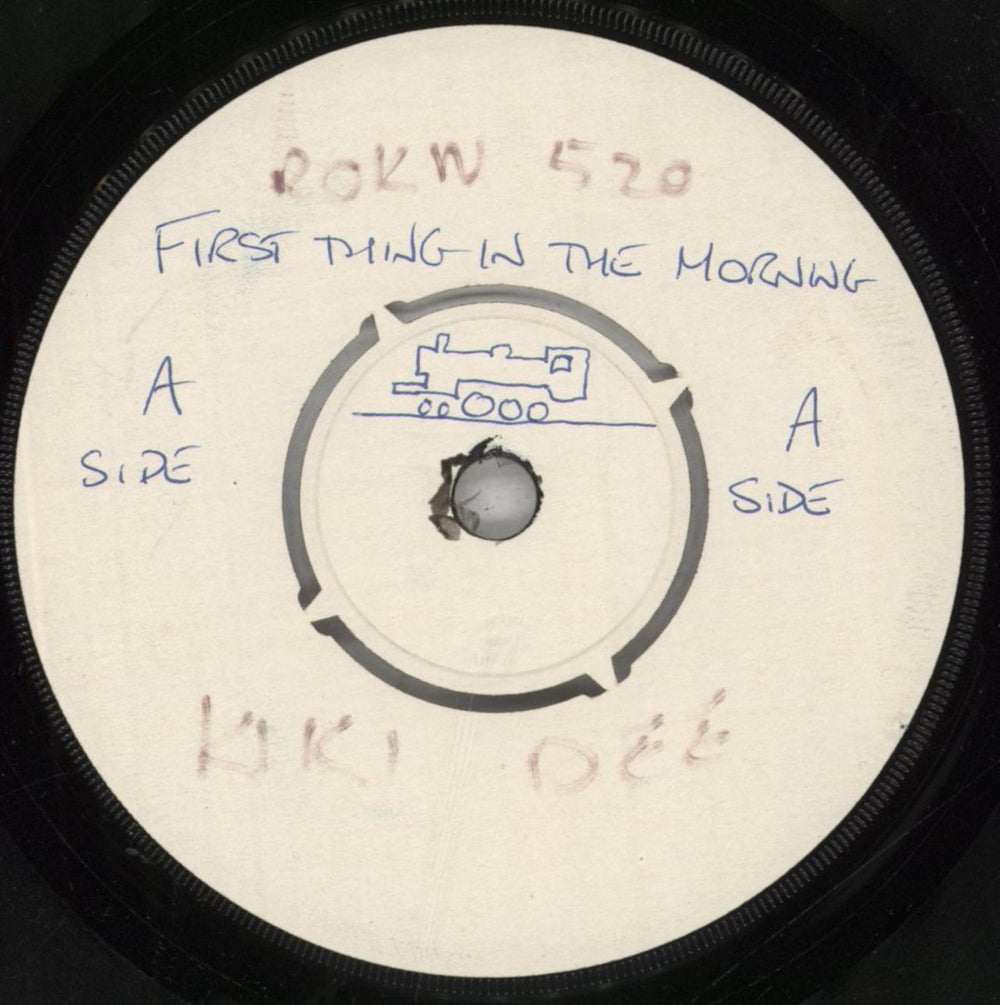 ROKN 520
FIRST THING IN THE MORNING
A
SIDE
A
SIDE
KIKI DEE